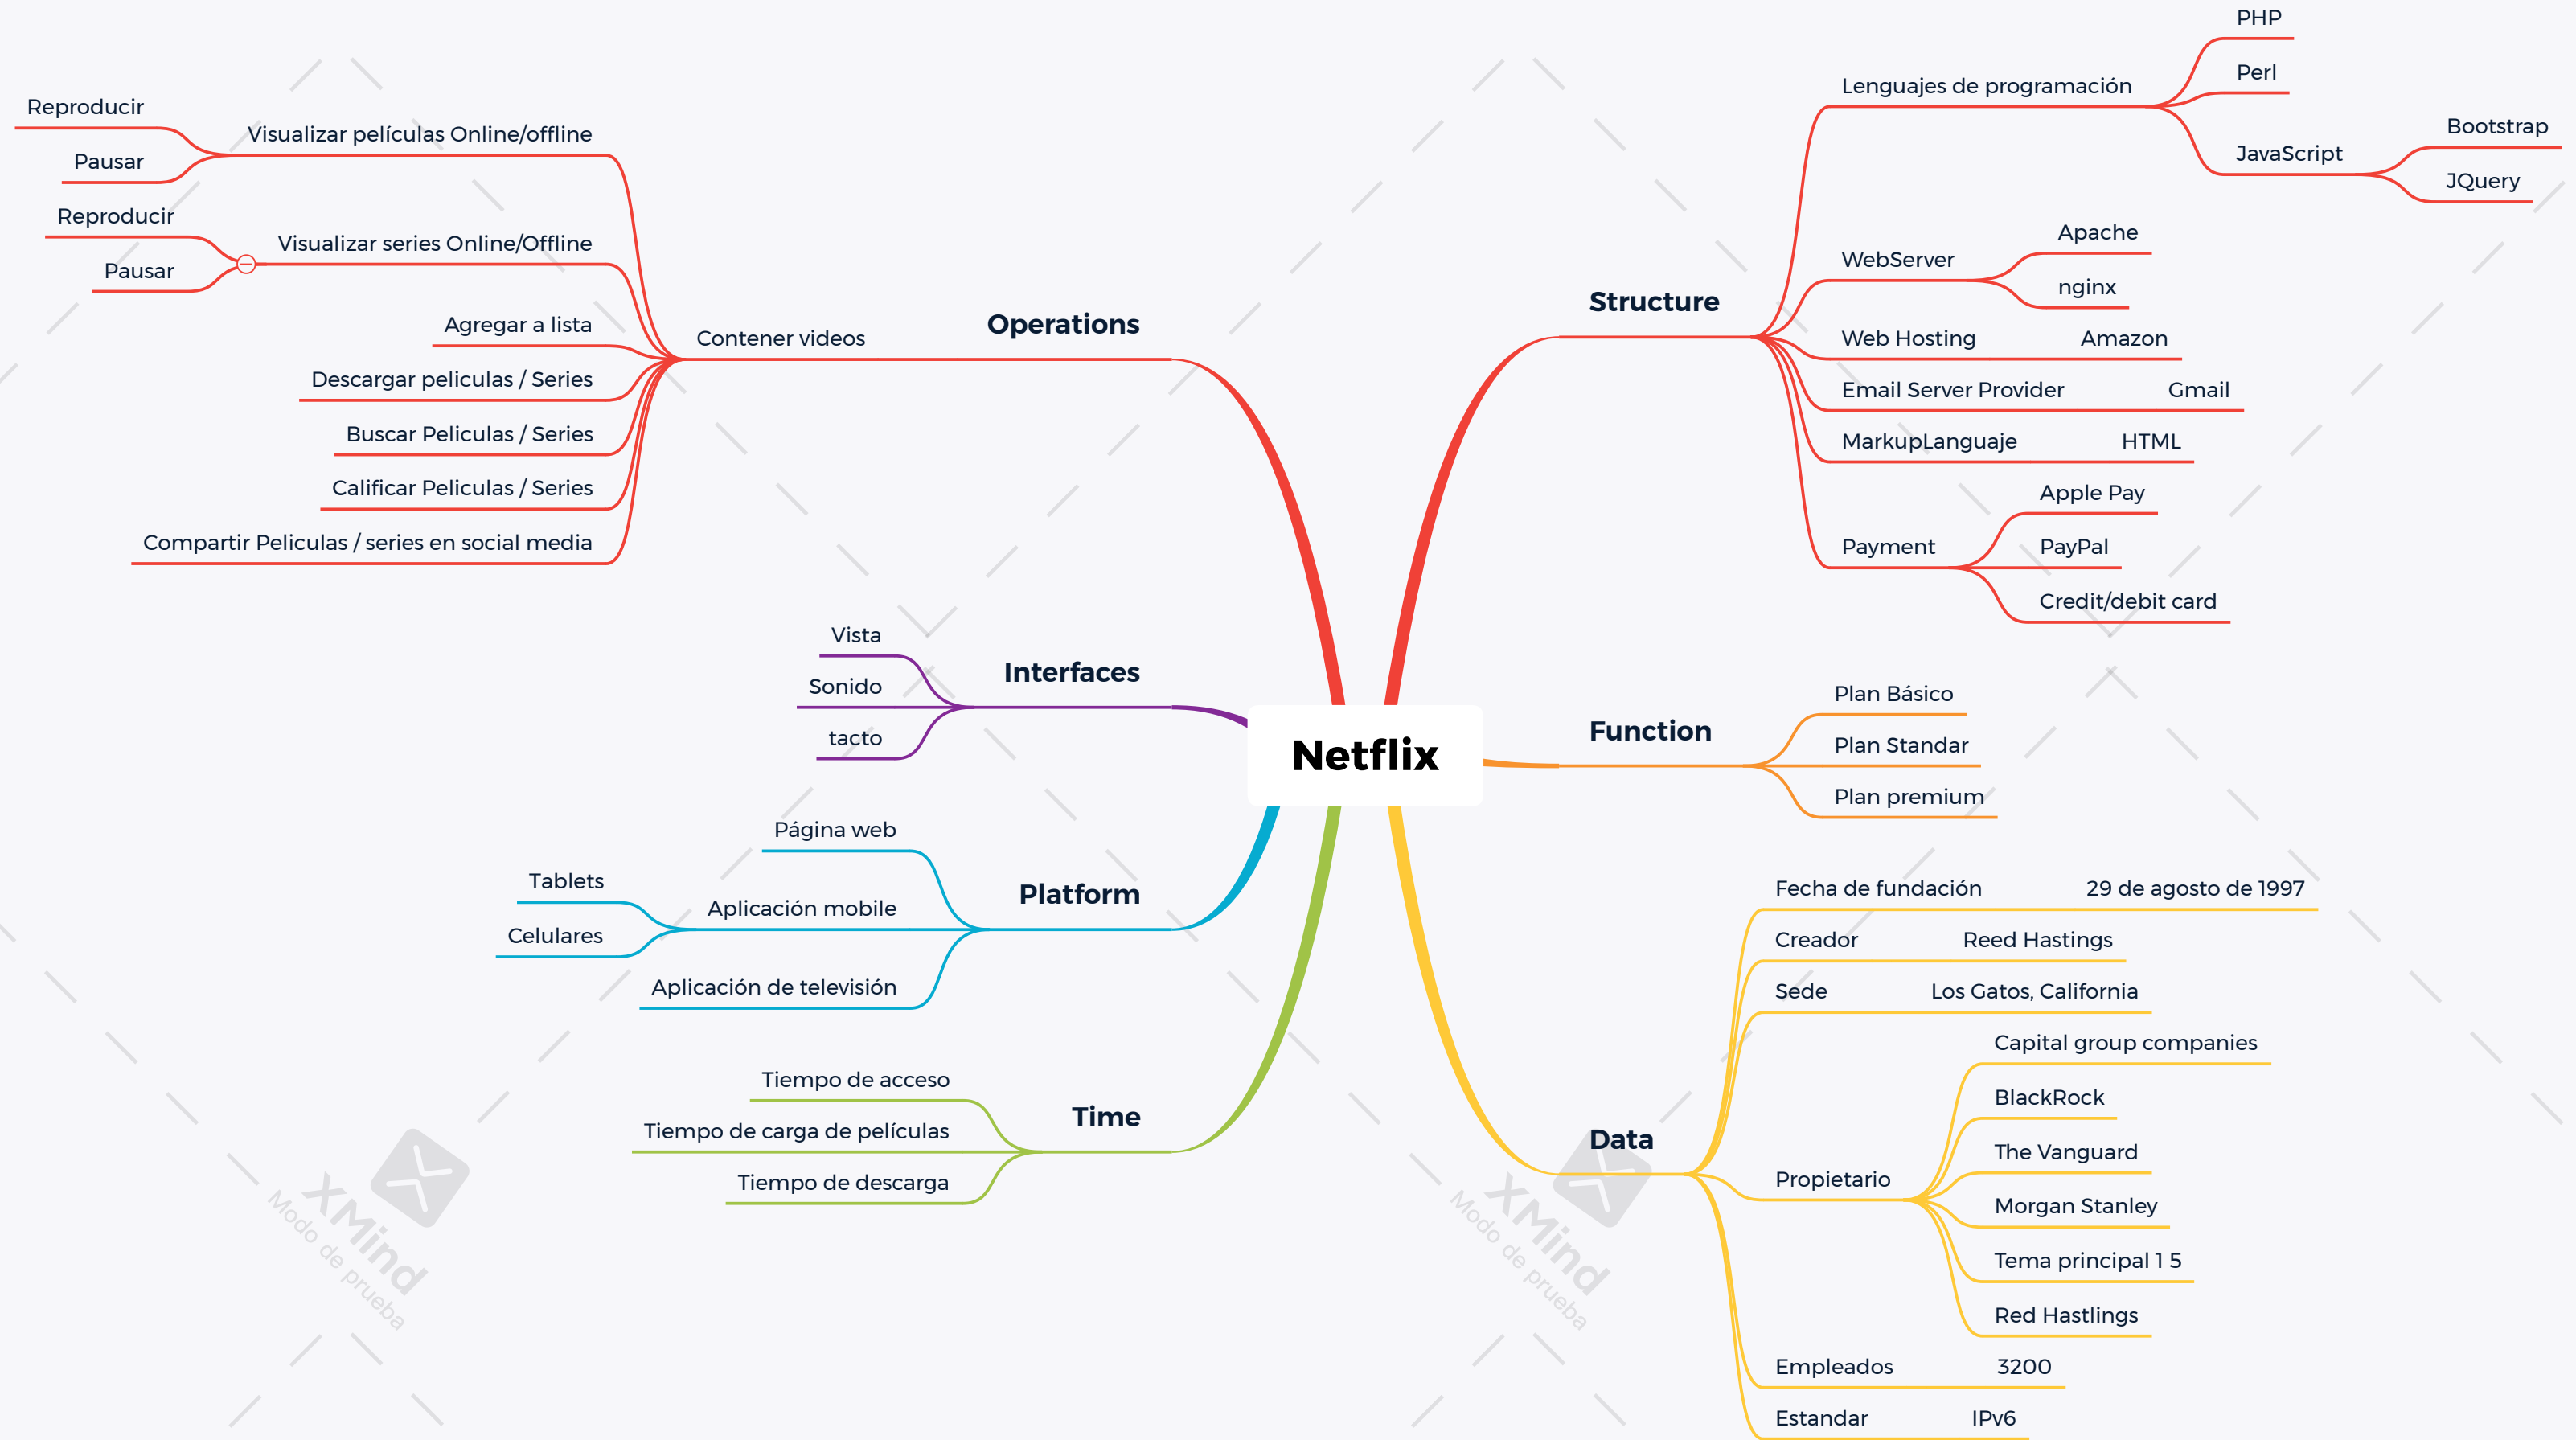 Netflix
Structure
Lenguajes de programación
PHP
Perl
JavaScript
Bootstrap
JQuery
WebServer
Apache
nginx
Web Hosting Amazon
Email Server Provider Gmail
MarkupLanguaje HTML
Payment
Apple Pay
PayPal
Credit/debit card
Function
Plan Básico
Plan Standar
Plan premium
Data
Fecha de fundación 29 de agosto de 1997
Creador Reed Hastings
Sede Los Gatos, California
Propietario
Capital group companies
BlackRock
The Vanguard
Morgan Stanley
Tema principal 1 5
Red Hastlings
Empleados 3200
Estandar IPv6
Operations
Contener videos
Visualizar películas Online/offline
Reproducir
Pausar
Visualizar series Online/Offline
Reproducir
Pausar
Agregar a lista
Descargar peliculas / Series
Buscar Peliculas / Series
Calificar Peliculas / Series
Compartir Peliculas / series en social media
Interfaces
Vista
Sonido
tacto
Platform
Página web
Aplicación mobile
Tablets
Celulares
Aplicación de televisión
Time
Tiempo de acceso
Tiempo de carga de películas
Tiempo de descarga
XMind
Modo de prueba
XMind
Modo de prueba